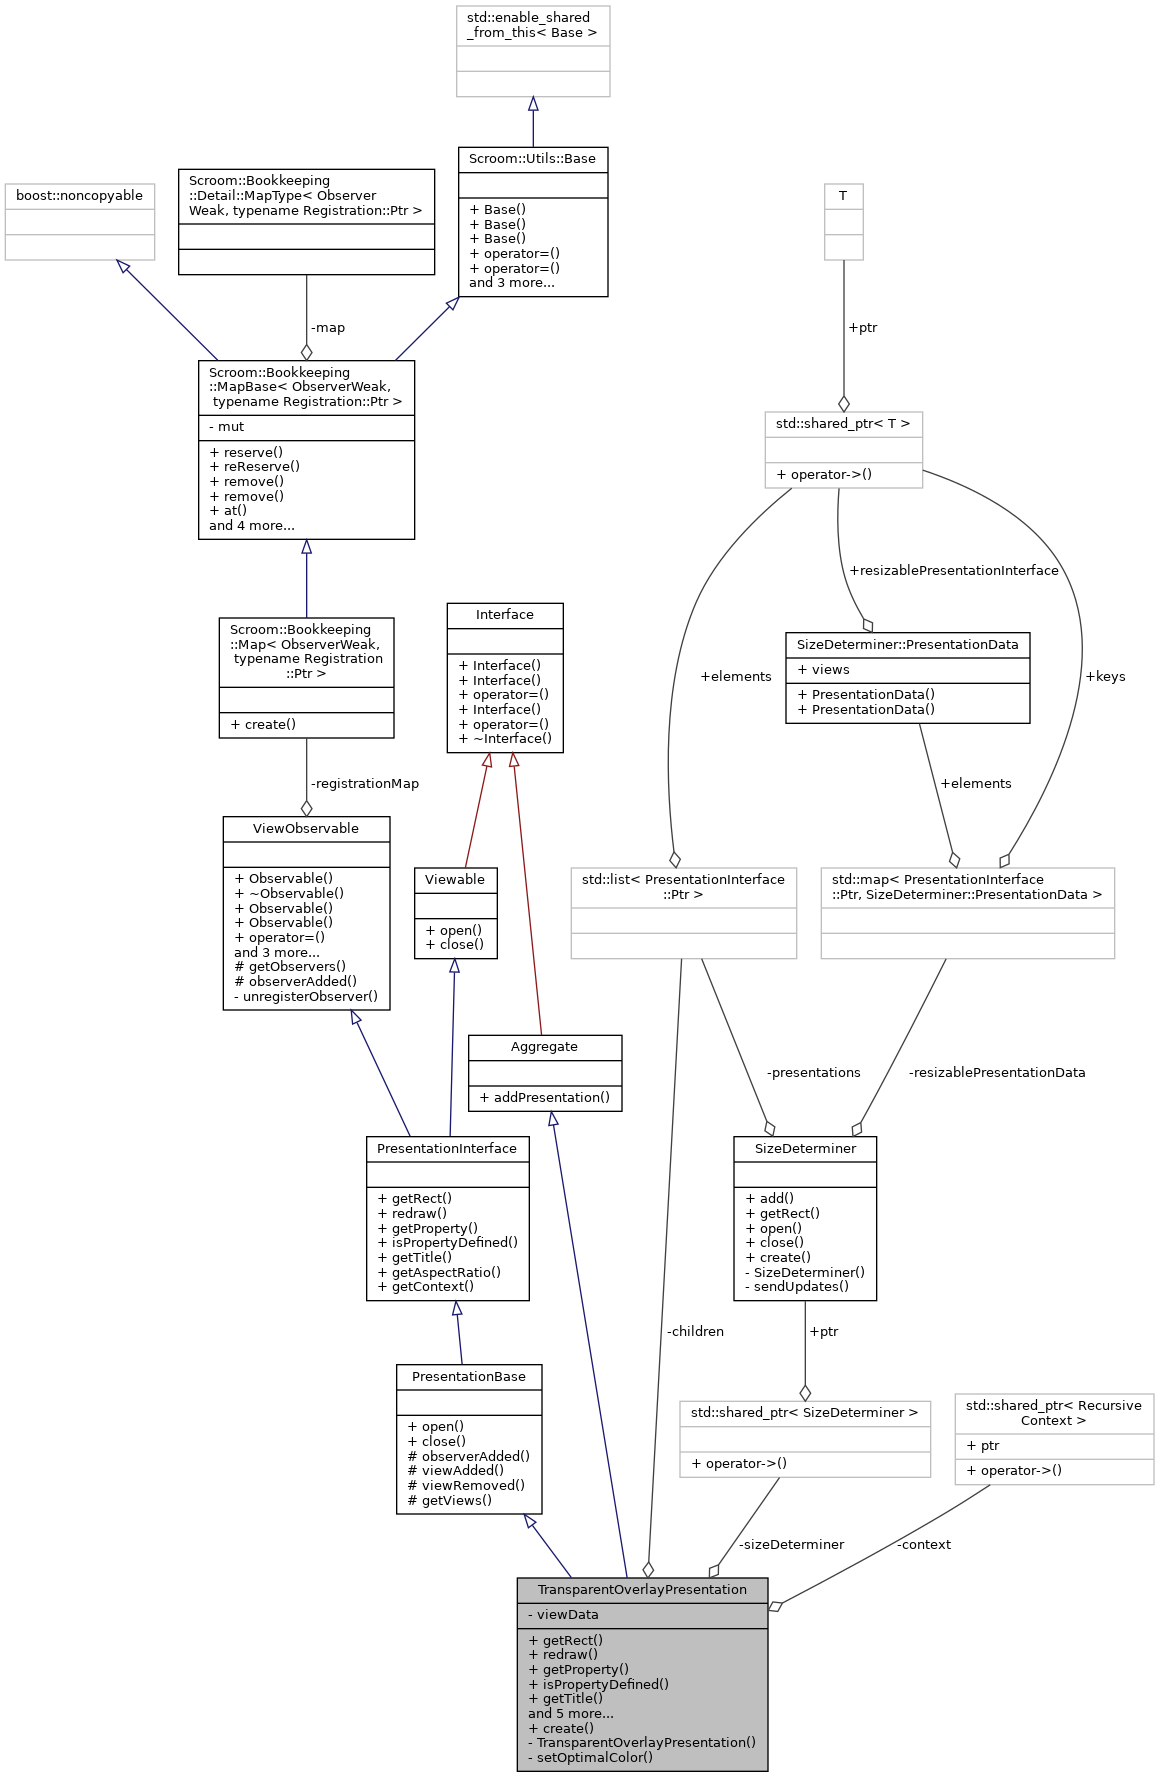 std::enable_shared
_from_this< Base >
Scroom::Utils::Base
+ Base()
+ Base()
+ Base()
+ operator=()
+ operator=()
and 3 more...
boost::noncopyable
Scroom::Bookkeeping
::Detail::MapType< Observer
Weak, typename Registration::Ptr >
T
-map
+ptr
Scroom::Bookkeeping
::MapBase< ObserverWeak,
typename Registration::Ptr >
- mut
+ reserve()
+ reReserve()
+ remove()
+ remove()
+ at()
and 4 more...
std::shared_ptr< T >
+ operator->()
+resizablePresentationInterface
+elements
+keys
Scroom::Bookkeeping
::Map< ObserverWeak,
typename Registration
::Ptr >
+ create()
Interface
+ Interface()
+ Interface()
+ operator=()
+ Interface()
+ operator=()
+ ~Interface()
SizeDeterminer::PresentationData
+ views
+ PresentationData()
+ PresentationData()
-registrationMap
+elements
ViewObservable
+ Observable()
+ ~Observable()
+ Observable()
+ Observable()
+ operator=()
and 3 more...
# getObservers()
# observerAdded()
- unregisterObserver()
Viewable
+ open()
+ close()
std::list< PresentationInterface
::Ptr >
std::map< PresentationInterface
::Ptr, SizeDeterminer::PresentationData >
Aggregate
+ addPresentation()
-presentations
-resizablePresentationData
PresentationInterface
+ getRect()
+ redraw()
+ getProperty()
+ isPropertyDefined()
+ getTitle()
+ getAspectRatio()
+ getContext()
SizeDeterminer
+ add()
+ getRect()
+ open()
+ close()
+ create()
- SizeDeterminer()
- sendUpdates()
-children
+ptr
PresentationBase
+ open()
+ close()
# observerAdded()
# viewAdded()
# viewRemoved()
# getViews()
std::shared_ptr< SizeDeterminer >
+ operator->()
std::shared_ptr< Recursive
Context >
+ ptr
+ operator->()
-sizeDeterminer
-context
TransparentOverlayPresentation
- viewData
+ getRect()
+ redraw()
+ getProperty()
+ isPropertyDefined()
+ getTitle()
and 5 more...
+ create()
- TransparentOverlayPresentation()
- setOptimalColor()